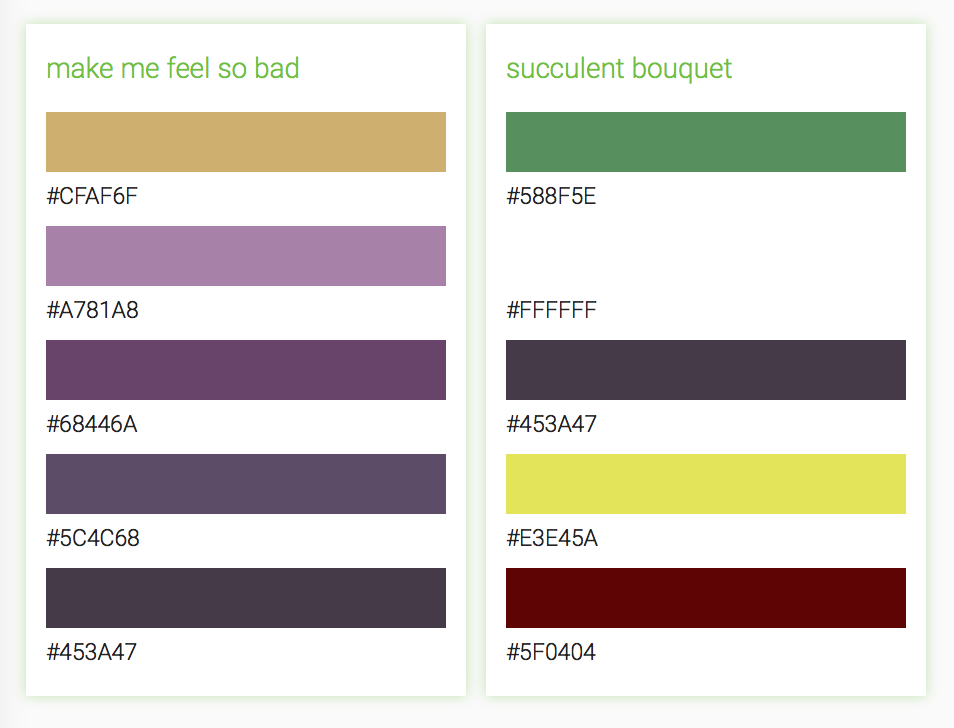 make me feel so bad
#CFAF6F
#A781A8
#68446A
#5C4C68
#453A47
succulent bouquet
#588F5E
#FFFFFF
#453A47
#E3E45A
#5F0404